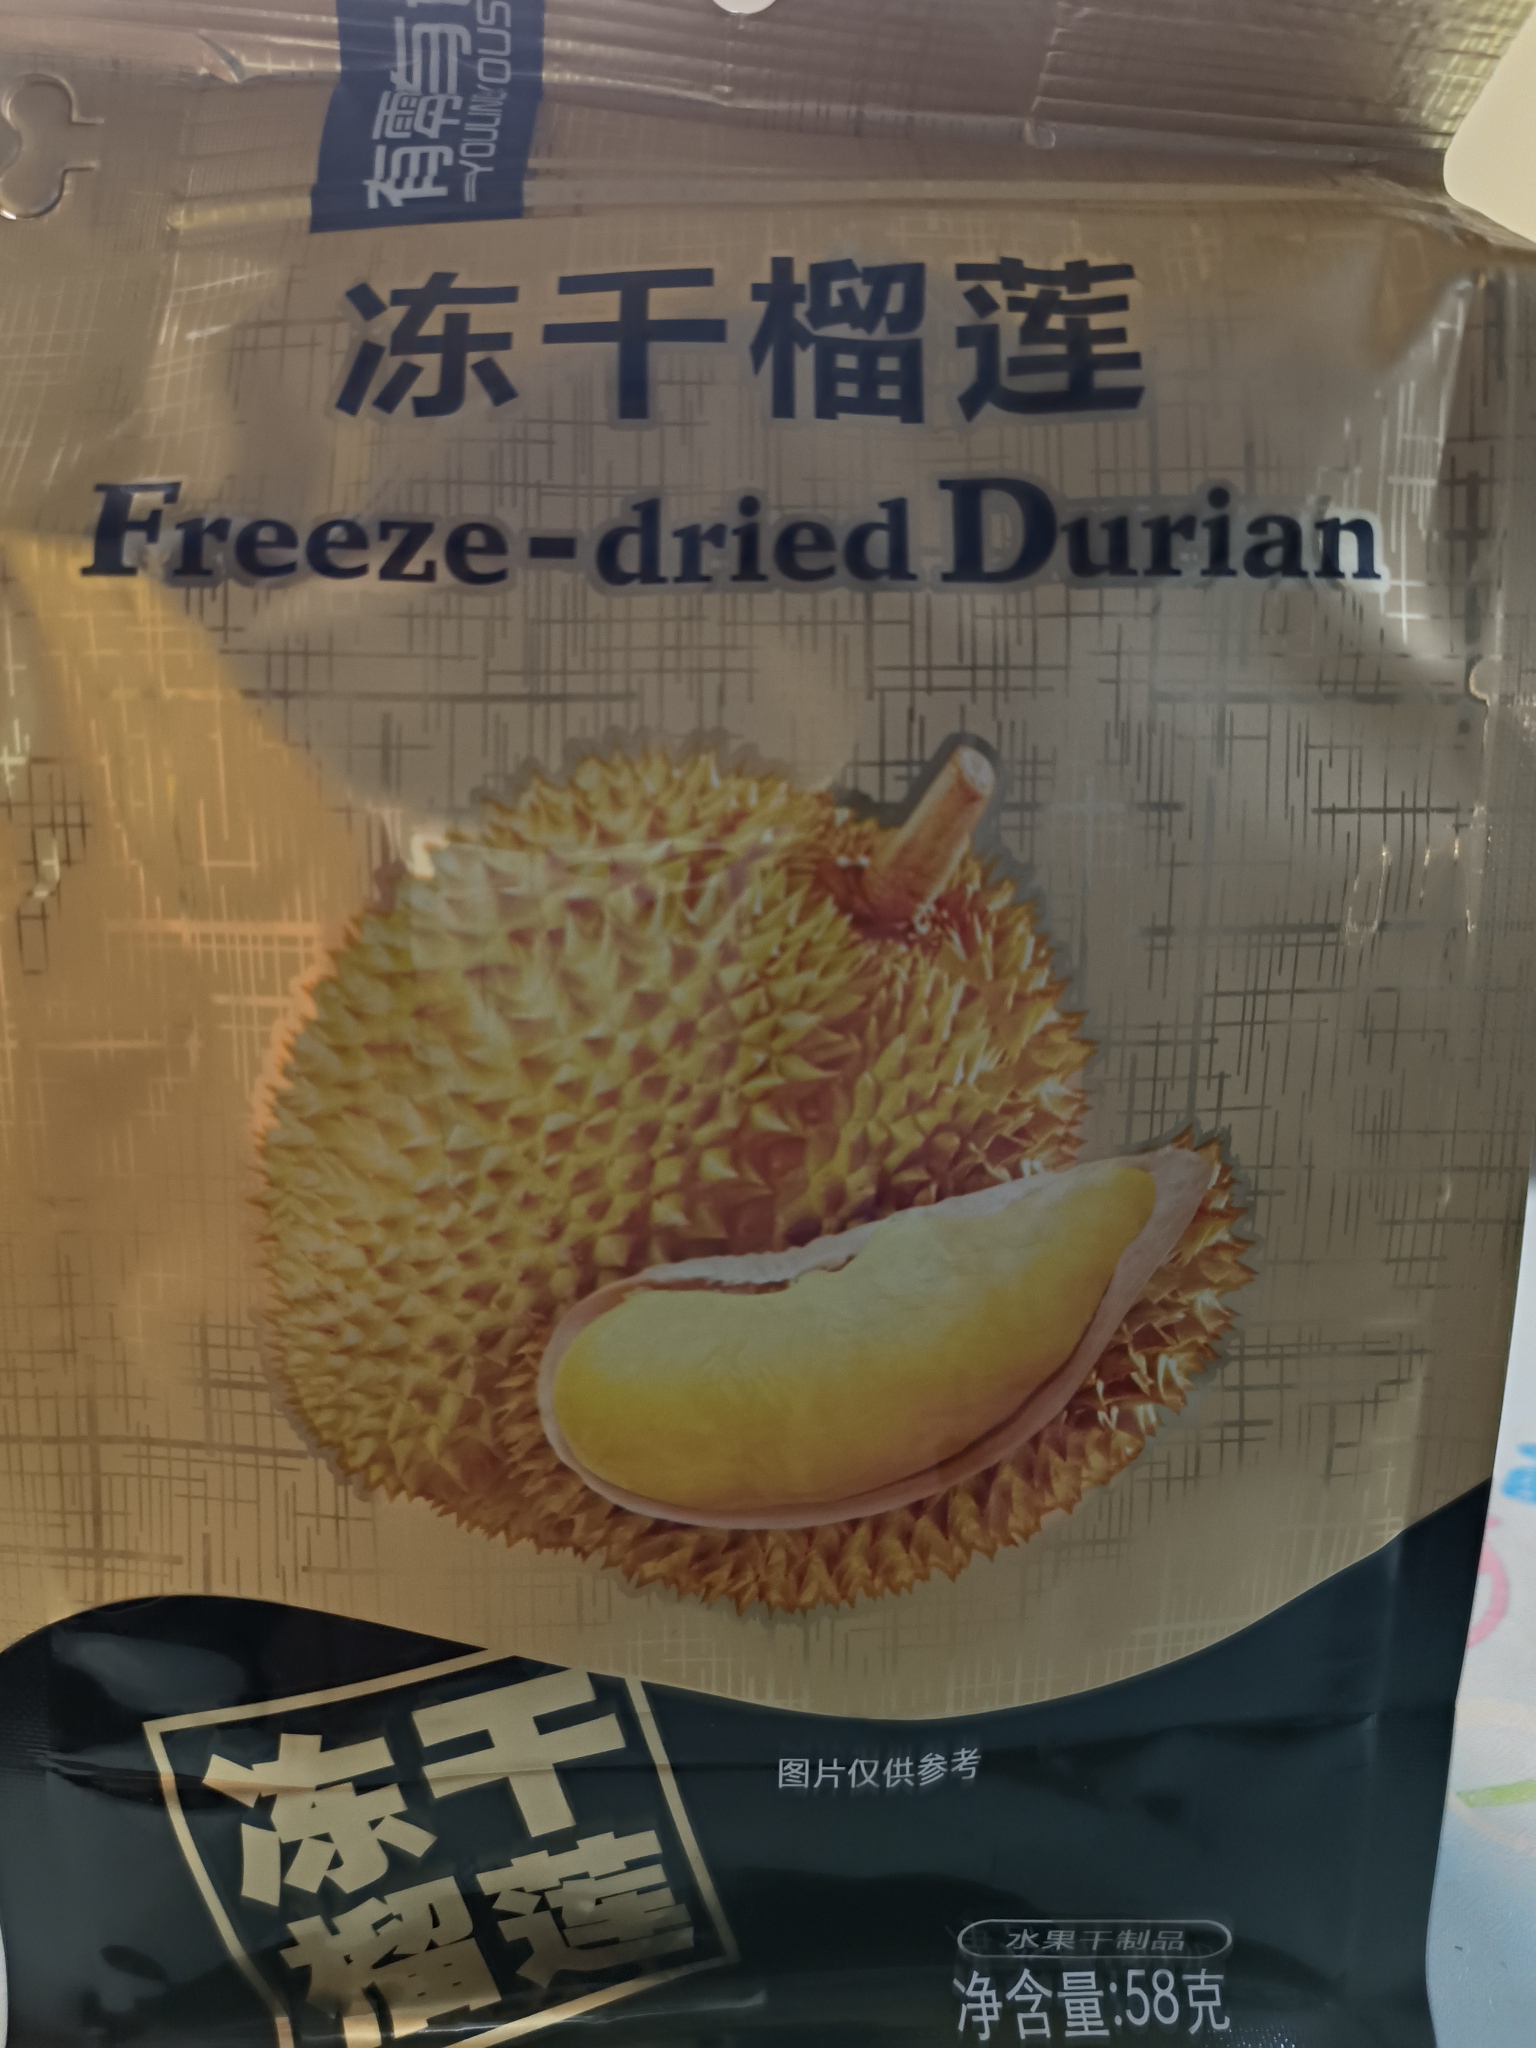 冻干榴莲
Freeze-dried Durian
冻干
榴莲
图片仅供参考
水果干制品
净含量:58克